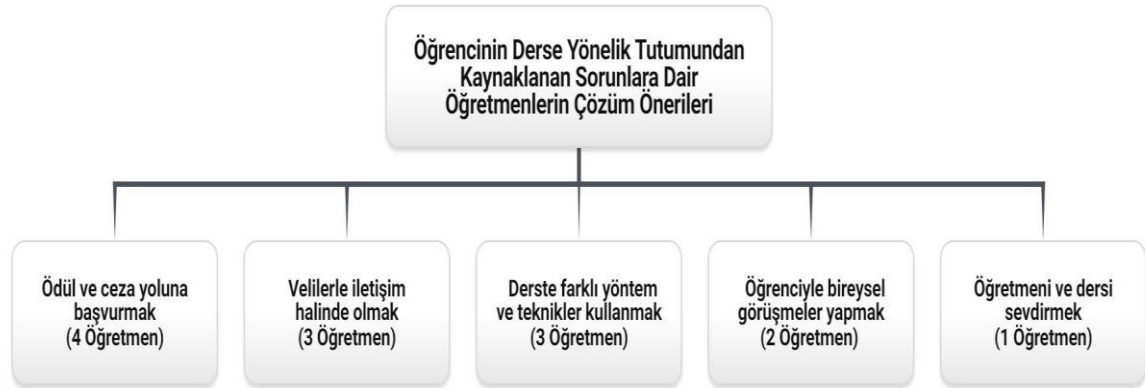 Öğrencinin Derse Yönelik Tutumundan
Kaynaklanan Sorunlara Dair
Öğretmenlerin Çözüm Önerileri
Ödül ve ceza yoluna
başvurmak
(4 Öğretmen)
Velilerle iletişim
halinde olmak
(3 Öğretmen)
Derste farklı yöntem
ve teknikler kullanmak
(3 Öğretmen)
Öğrenciyle bireysel
görüşmeler yapmak
(2 Öğretmen)
Öğretmeni ve dersi
sevdirmek
(1 Öğretmen)